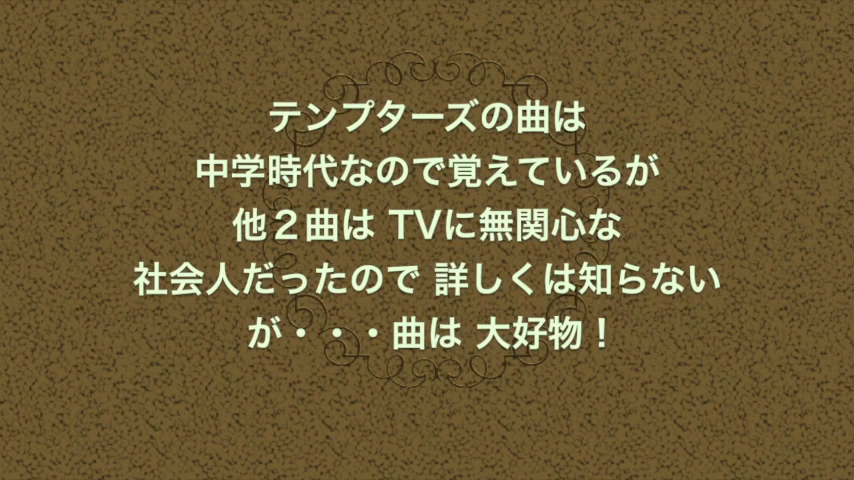 テンプターズの曲は
中学時代なので覚えているが
他２曲は TVに無関心な
社会人だったので 詳しくは知らない
が・・・曲は 大好物！